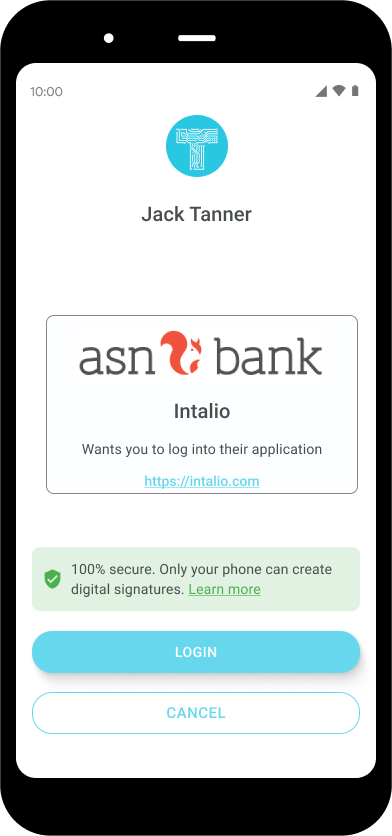 10:00
T
Jack Tanner
asn bank
Intalio
Wants you to log into their application
https://intalio.com
100% secure. Only your phone can create
digital signatures. Learn more
LOGIN
CANCEL